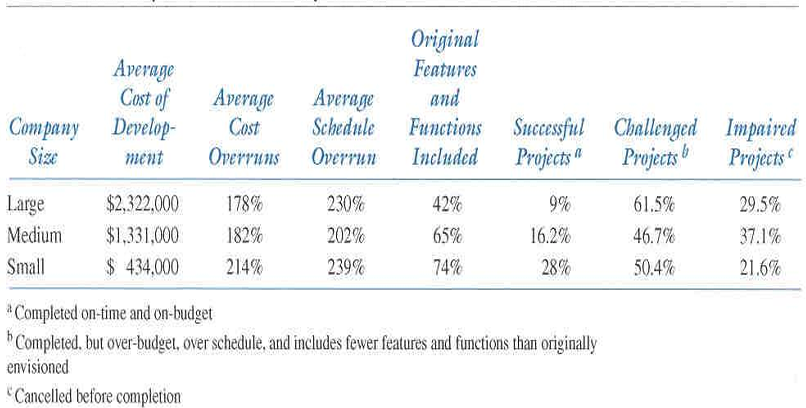 Original
Average Features
Cost of Average Average and
Company Develop- Cost Schedule Functions Successful Challenged Impaired
Size ment Overruns Overrun Included Projects a Projects b Projects c
Large $2,322,000 178% 230% 42% 9% 61.5% 29.5%
Medium $1,331,000 182% 202% 65% 16.2% 46.7% 37.1%
Small $ 434,000 214% 239% 74% 28% 50.4% 21.6%
a Completed on-time and on-budget
b Completed, but over-budget, over schedule, and includes fewer features and functions than originally
envisioned
c Cancelled before completion